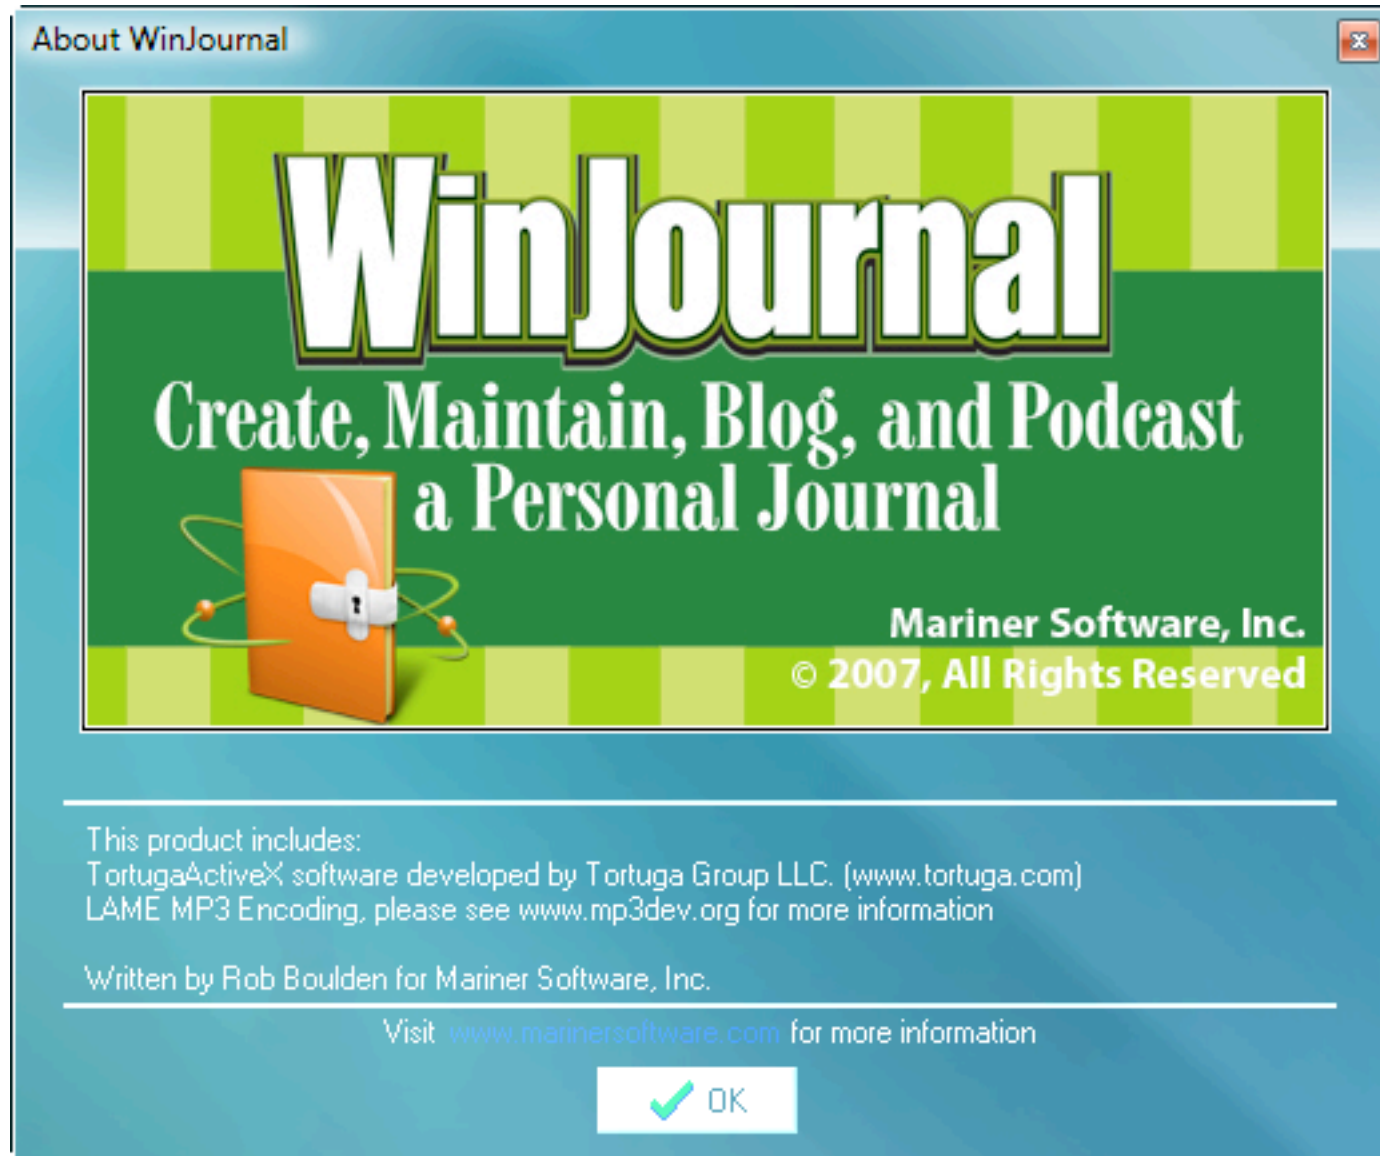 About WinJournal
WinJournal
Create, Maintain, Blog, and Podcast
a Personal Journal
Mariner Software, Inc.
© 2007, All Rights Reserved
This product includes:
TortugaActiveX software developed by Tortuga Group LLC. (www.tortuga.com)
LAME MP3 Encoding, please see www.mp3dev.org for more information
Written by Rob Boulden for Mariner Software, Inc.
Visit www.marinersoftware.com for more information
OK